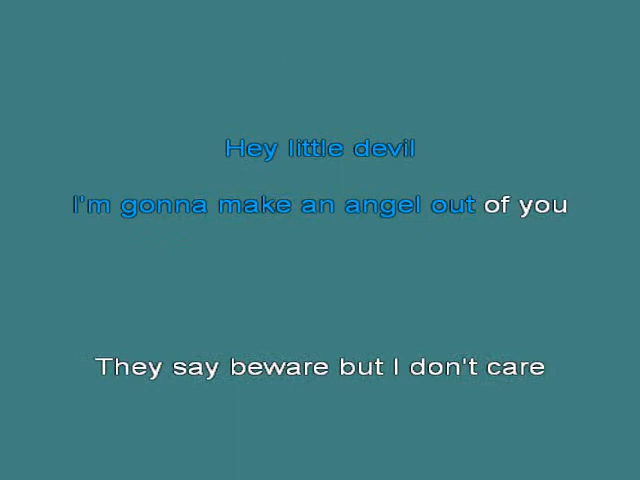 Hey little devil
I'm gonna make an angel out of you
They say beware but I don't care